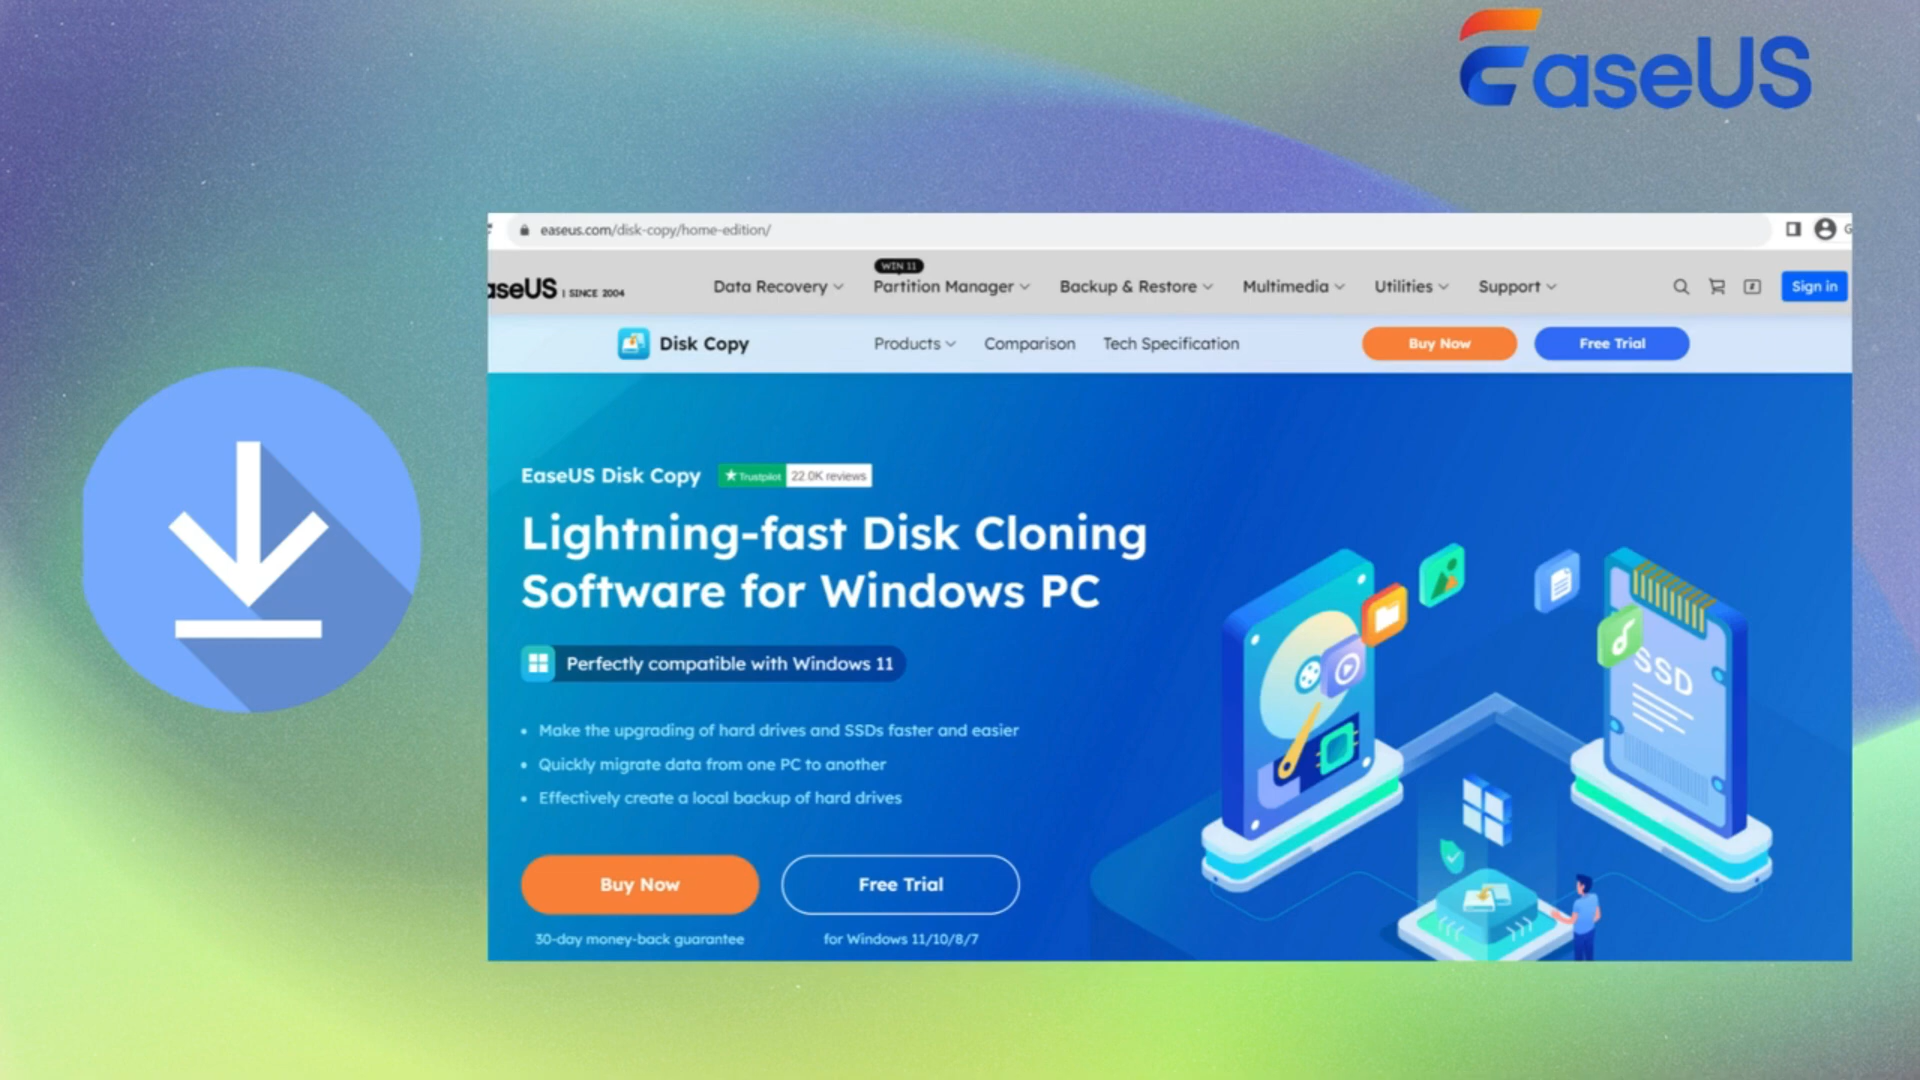 EaseUS
easeus.com/disk-copy/home-edition/
aseUS | SINCE 2004
Data Recovery
WIN 11
Partition Manager
Backup & Restore
Multimedia
Utilities
Support
Sign in
Disk Copy
Products
Comparison
Tech Specification
Buy Now
Free Trial
EaseUS Disk Copy
Trustpilot
22.0K reviews
Lightning-fast Disk Cloning
Software for Windows PC
Perfectly compatible with Windows 11
• Make the upgrading of hard drives and SSDs faster and easier
• Quickly migrate data from one PC to another
• Effectively create a local backup of hard drives
Buy Now
Free Trial
30-day money-back guarantee
for Windows 11/10/8/7
SSD